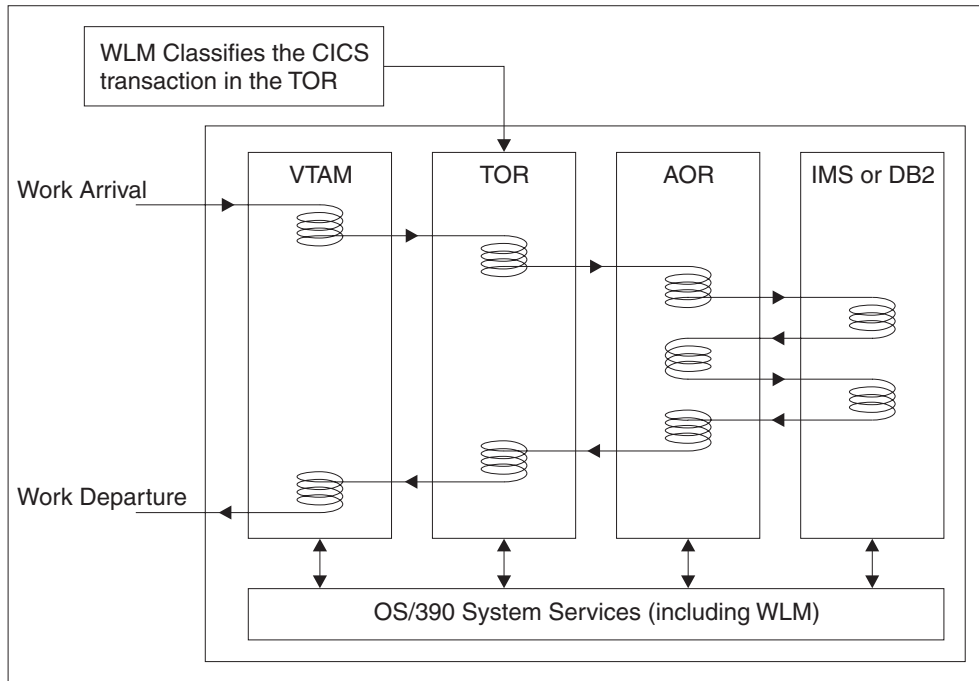 WLM Classifies the CICS
transaction in the TOR
VTAM
TOR
AOR
IMS or DB2
Work Arrival
Work Departure
OS/390 System Services (including WLM)